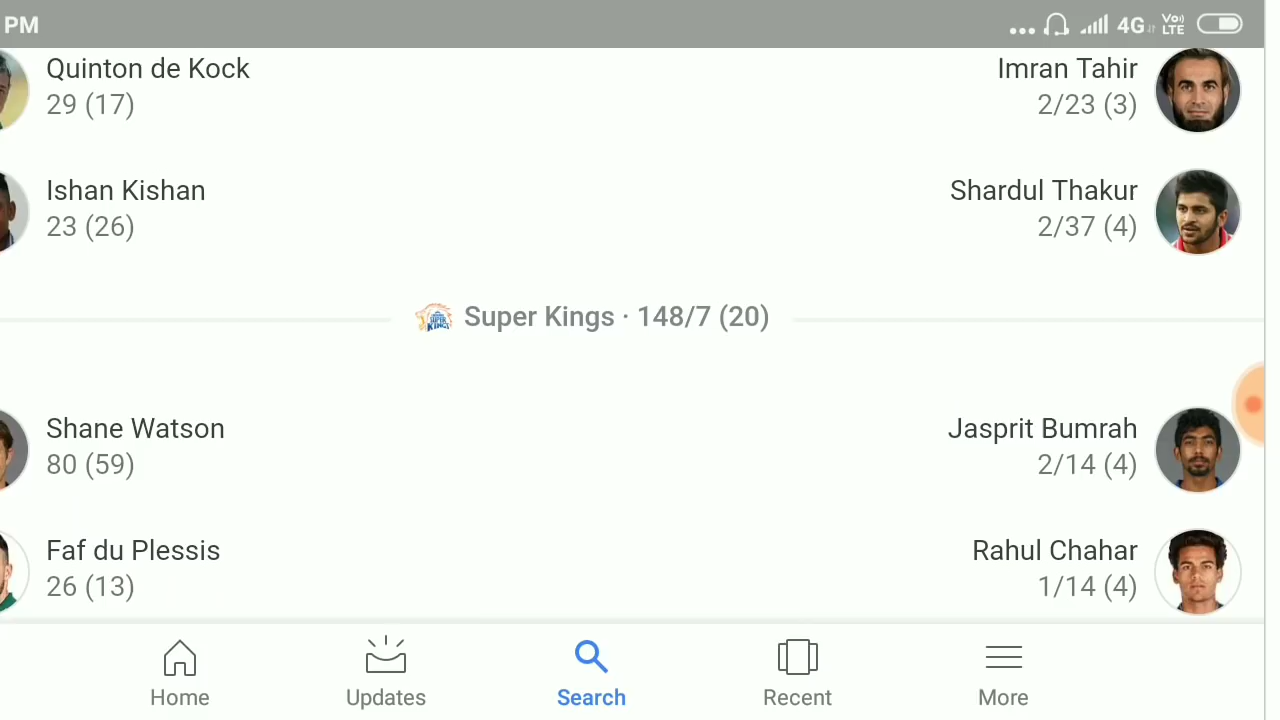 PM
4G Vo) LTE
Quinton de Kock
29 (17)
Imran Tahir
2/23 (3)
Ishan Kishan
23 (26)
Shardul Thakur
2/37 (4)
Super Kings · 148/7 (20)
Shane Watson
80 (59)
Jasprit Bumrah
2/14 (4)
Faf du Plessis
26 (13)
Rahul Chahar
1/14 (4)
Home
Updates
Search
Recent
More